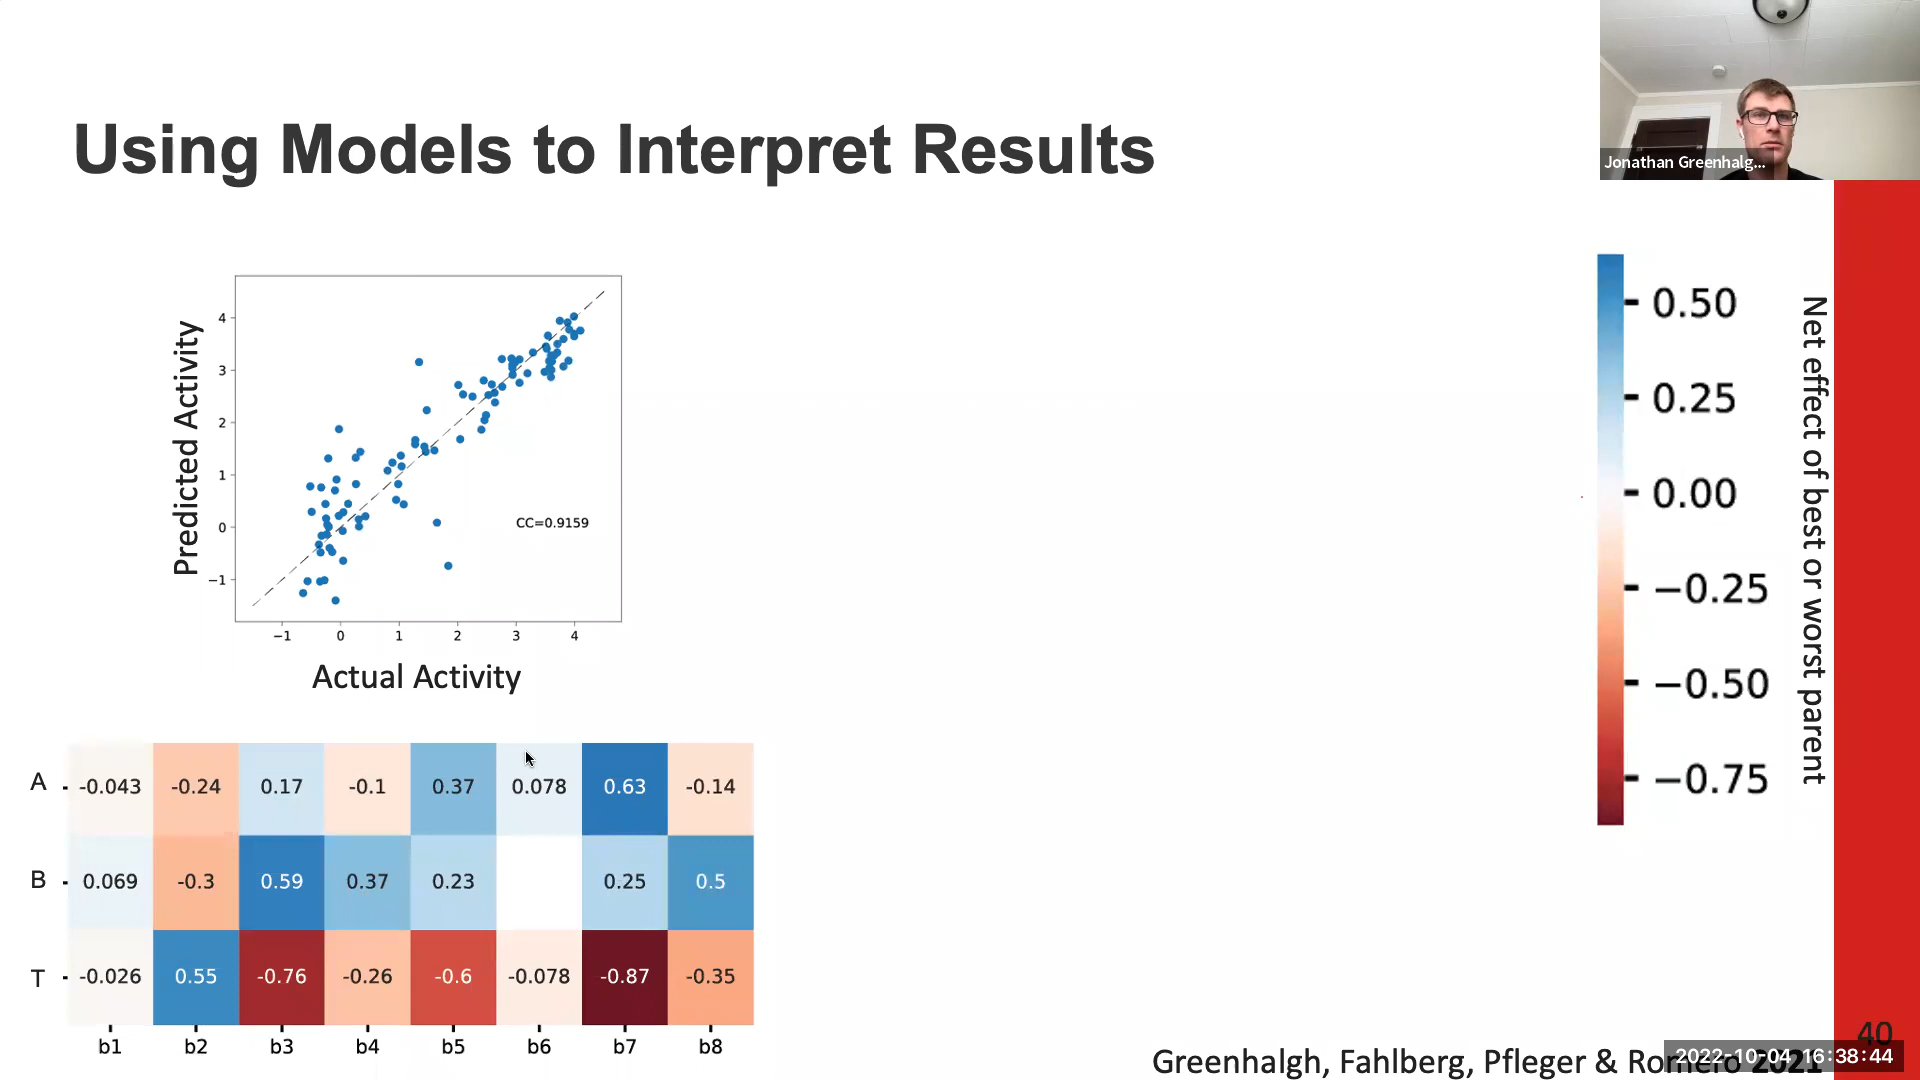 Using Models to Interpret Results
Jonathan Greenhalg...
Predicted Activity
4
3
2
1
0
−1
CC=0.9159
−1 0 1 2 3 4
Actual Activity
0.50
0.25
0.00
−0.25
−0.50
−0.75
Net effect of best or worst parent
A -0.043 -0.24 0.17 -0.1 0.37 0.078 0.63 -0.14
B 0.069 -0.3 0.59 0.37 0.23 0.25 0.5
T -0.026 0.55 -0.76 -0.26 -0.6 -0.078 -0.87 -0.35
b1 b2 b3 b4 b5 b6 b7 b8
40
Greenhalgh, Fahlberg, Pfleger & Romero 2021
2022-10-04 16:38:44